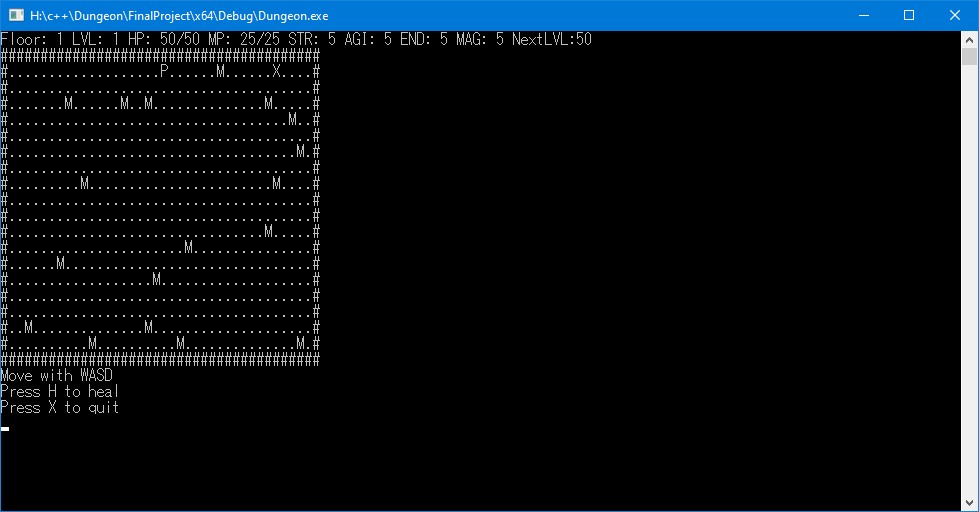 H:\c++\Dungeon\FinalProject\x64\Debug\Dungeon.exe
Floor: 1 LVL: 1 HP: 50/50 MP: 25/25 STR: 5 AGI: 5 END: 5 MAG: 5 NextLVL:50
########################################
#...................P......M......X....#
#......................................#
#.......M......M..M..............M.....#
#...................................M..#
#......................................#
#....................................M.#
#......................................#
#.........M.......................M....#
#......................................#
#......................................#
#................................M.....#
#......................M...............#
#......M...............................#
#..................M...................#
#......................................#
#......................................#
#..M..............M....................#
#..........M..........M..............M.#
########################################
Move with WASD
Press H to heal
Press X to quit